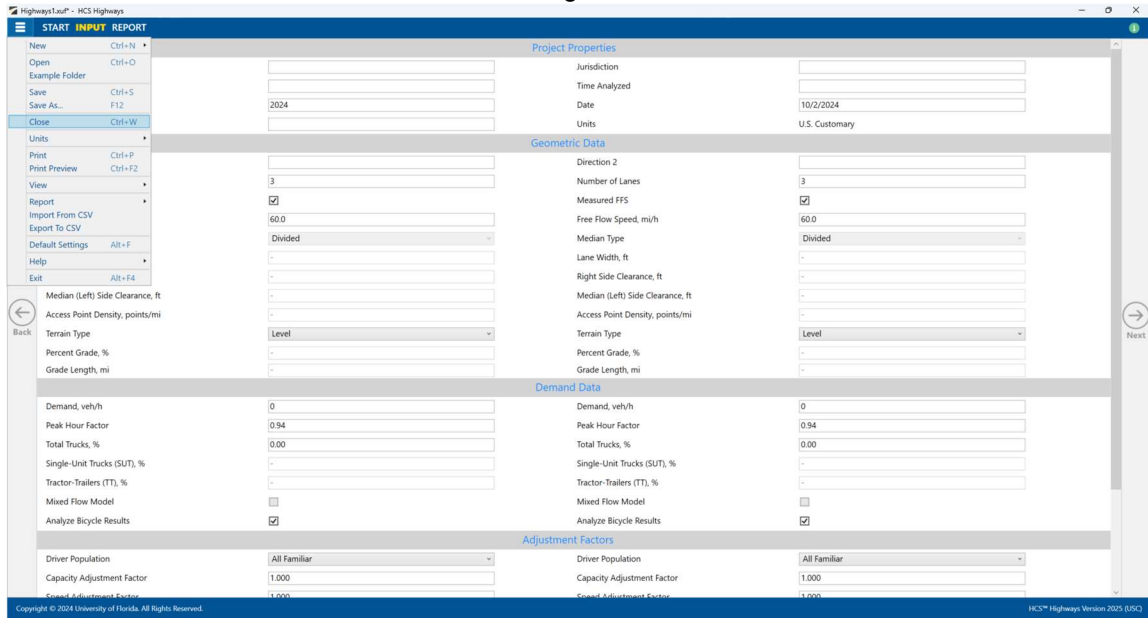 Highways1.xuf* - HCS Highways
START INPUT REPORT
New Ctrl+N
Open Ctrl+O
Example Folder
Save Ctrl+S
Save As... F12
Close Ctrl+W
Units
Print Ctrl+P
Print Preview Ctrl+F2
View
Report
Import From CSV
Export To CSV
Default Settings Alt+F
Help
Exit Alt+F4
Project Properties
Jurisdiction
Time Analyzed
2024 Date 10/2/2024
Units U.S. Customary
Geometric Data
Direction 2
3 Number of Lanes 3
Measured FFS
60.0 Free Flow Speed, mi/h 60.0
Divided Median Type Divided
- Lane Width, ft -
- Right Side Clearance, ft -
Median (Left) Side Clearance, ft - Median (Left) Side Clearance, ft -
Access Point Density, points/mi - Access Point Density, points/mi -
Back
Next
Terrain Type Level Terrain Type Level
Percent Grade, % - Percent Grade, % -
Grade Length, mi - Grade Length, mi -
Demand Data
Demand, veh/h 0 Demand, veh/h 0
Peak Hour Factor 0.94 Peak Hour Factor 0.94
Total Trucks, % 0.00 Total Trucks, % 0.00
Single-Unit Trucks (SUT), % - Single-Unit Trucks (SUT), % -
Tractor-Trailers (TT), % - Tractor-Trailers (TT), % -
Mixed Flow Model Mixed Flow Model
Analyze Bicycle Results Analyze Bicycle Results
Adjustment Factors
Driver Population All Familiar Driver Population All Familiar
Capacity Adjustment Factor 1.000 Capacity Adjustment Factor 1.000
Speed Adjustment Factor 1.000 Speed Adjustment Factor 1.000
Copyright © 2024 University of Florida. All Rights Reserved. HCS™ Highways Version 2025 (USC)